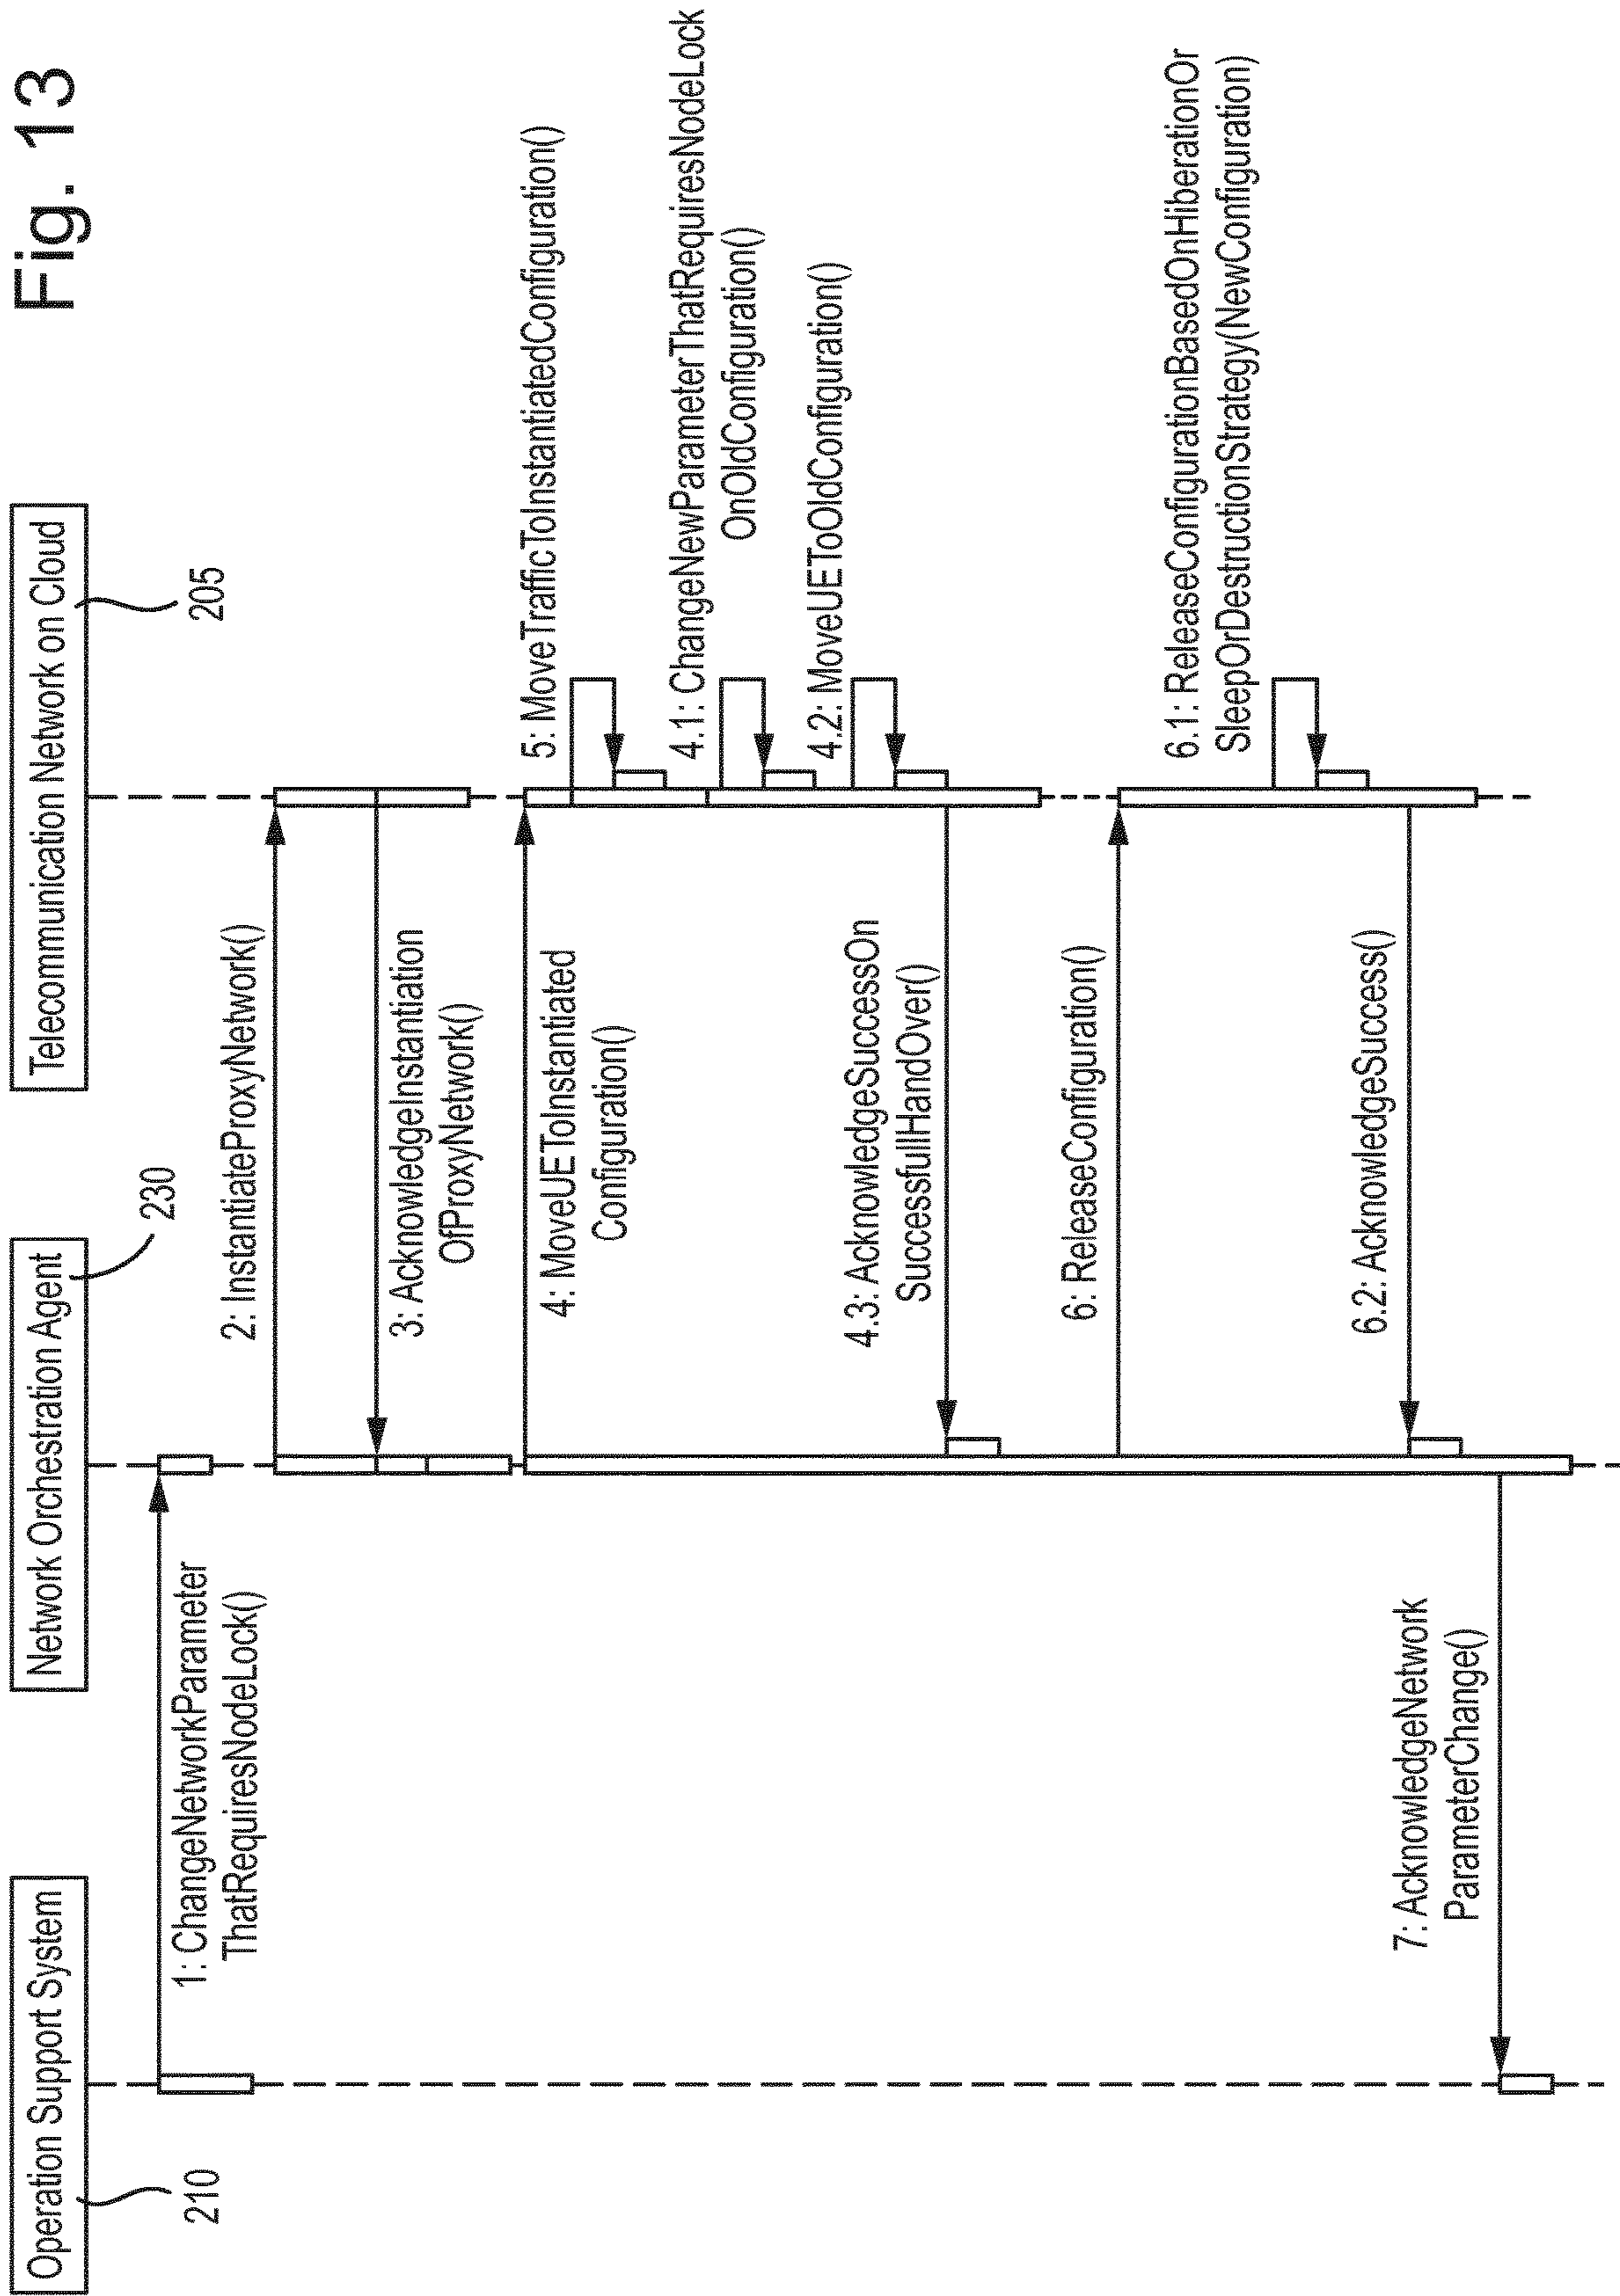 Fig. 13
Operation Support System
210
Network Orchestration Agent
230
Telecommunication Network on Cloud
205
1: ChangeNetworkParameter
ThatRequiresNodeLock()
2: InstantiateProxyNetwork()
3: AcknowledgeInstantiation
OfProxyNetwork()
4: MoveUEToInstantiated
Configuration()
5: MoveTrafficToInstantiatedConfiguration()
4.1: ChangeNewParameterThatRequiresNodeLock
OnOldConfiguration()
4.2: MoveUEToOldConfiguration()
4.3: AcknowledgeSuccessOn
SuccessfullHandOver()
6: ReleaseConfiguration()
6.1: ReleaseConfigurationBasedOnHiberationOr
SleepOrDestructionStrategy(NewConfiguration)
6.2: AcknowledgeSuccess()
7: AcknowledgeNetwork
ParameterChange()